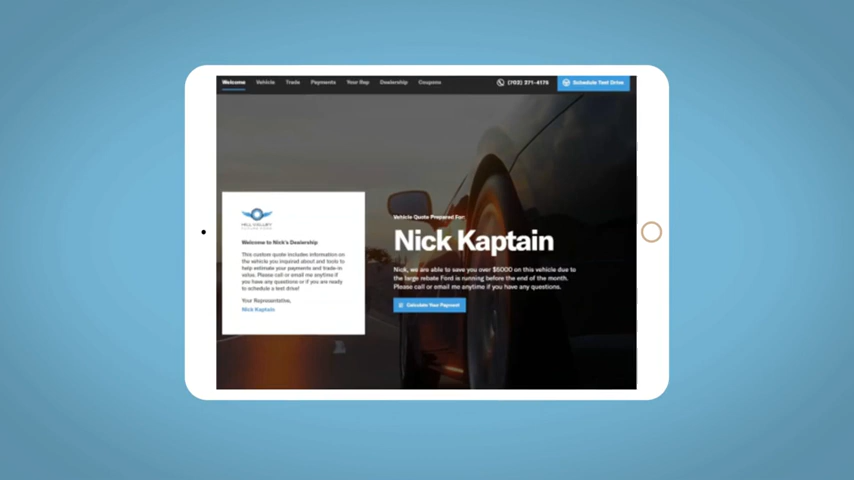 Welcome Vehicle Trade Payments Your Rep Dealership Coupons (702) 371-4175 Schedule Test Drive
HILL VALLEY
Welcome to Nick's Dealership
This custom quote includes information on
the vehicle you inquired about and tools to
help estimate your payments and trade-in
value. Please call or email me anytime if
you have any questions or if you are ready
to schedule a test drive!
Your Representative,
Nick Kaptain
Vehicle Quote Prepared For:
Nick Kaptain
Nick, we are able to save you over $6000 on this vehicle due to
the large rebate Ford is running before the end of the month.
Please call or email me anytime if you have any questions.
Calculate Your Payment